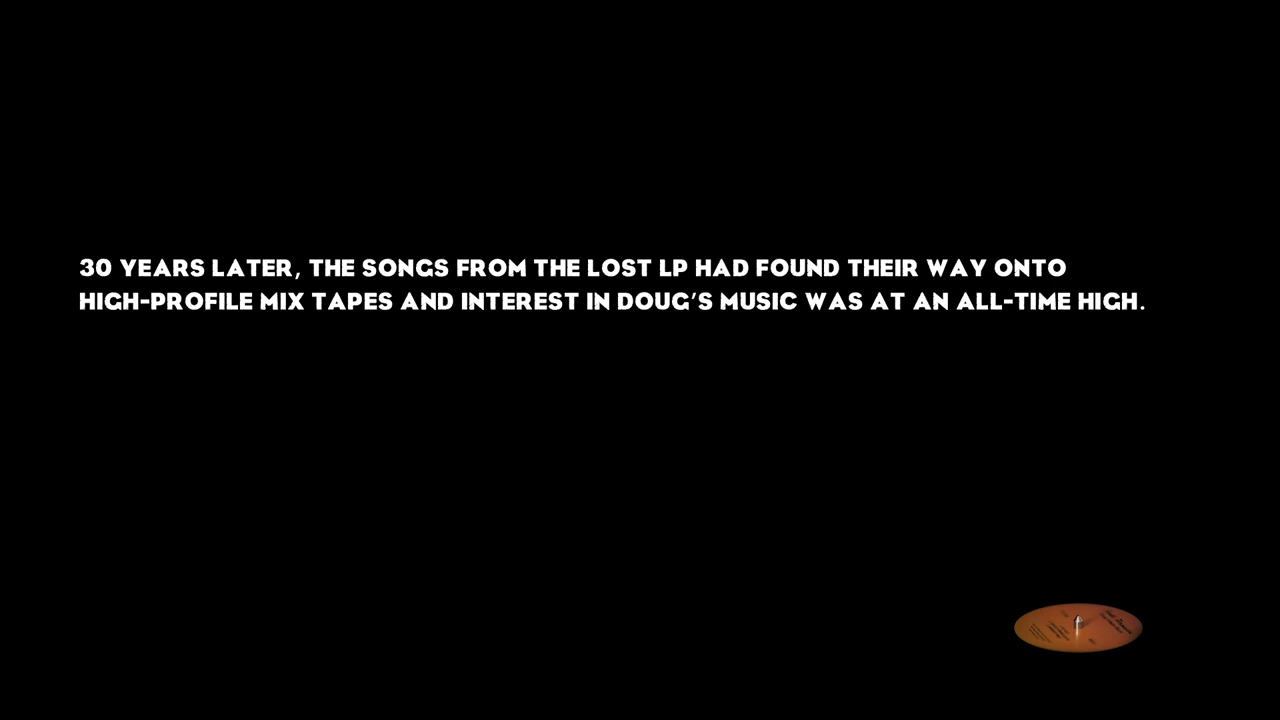 30 YEARS LATER, THE SONGS FROM THE LOST LP HAD FOUND THEIR WAY ONTO
HIGH-PROFILE MIX TAPES AND INTEREST IN DOUG'S MUSIC WAS AT AN ALL-TIME HIGH.